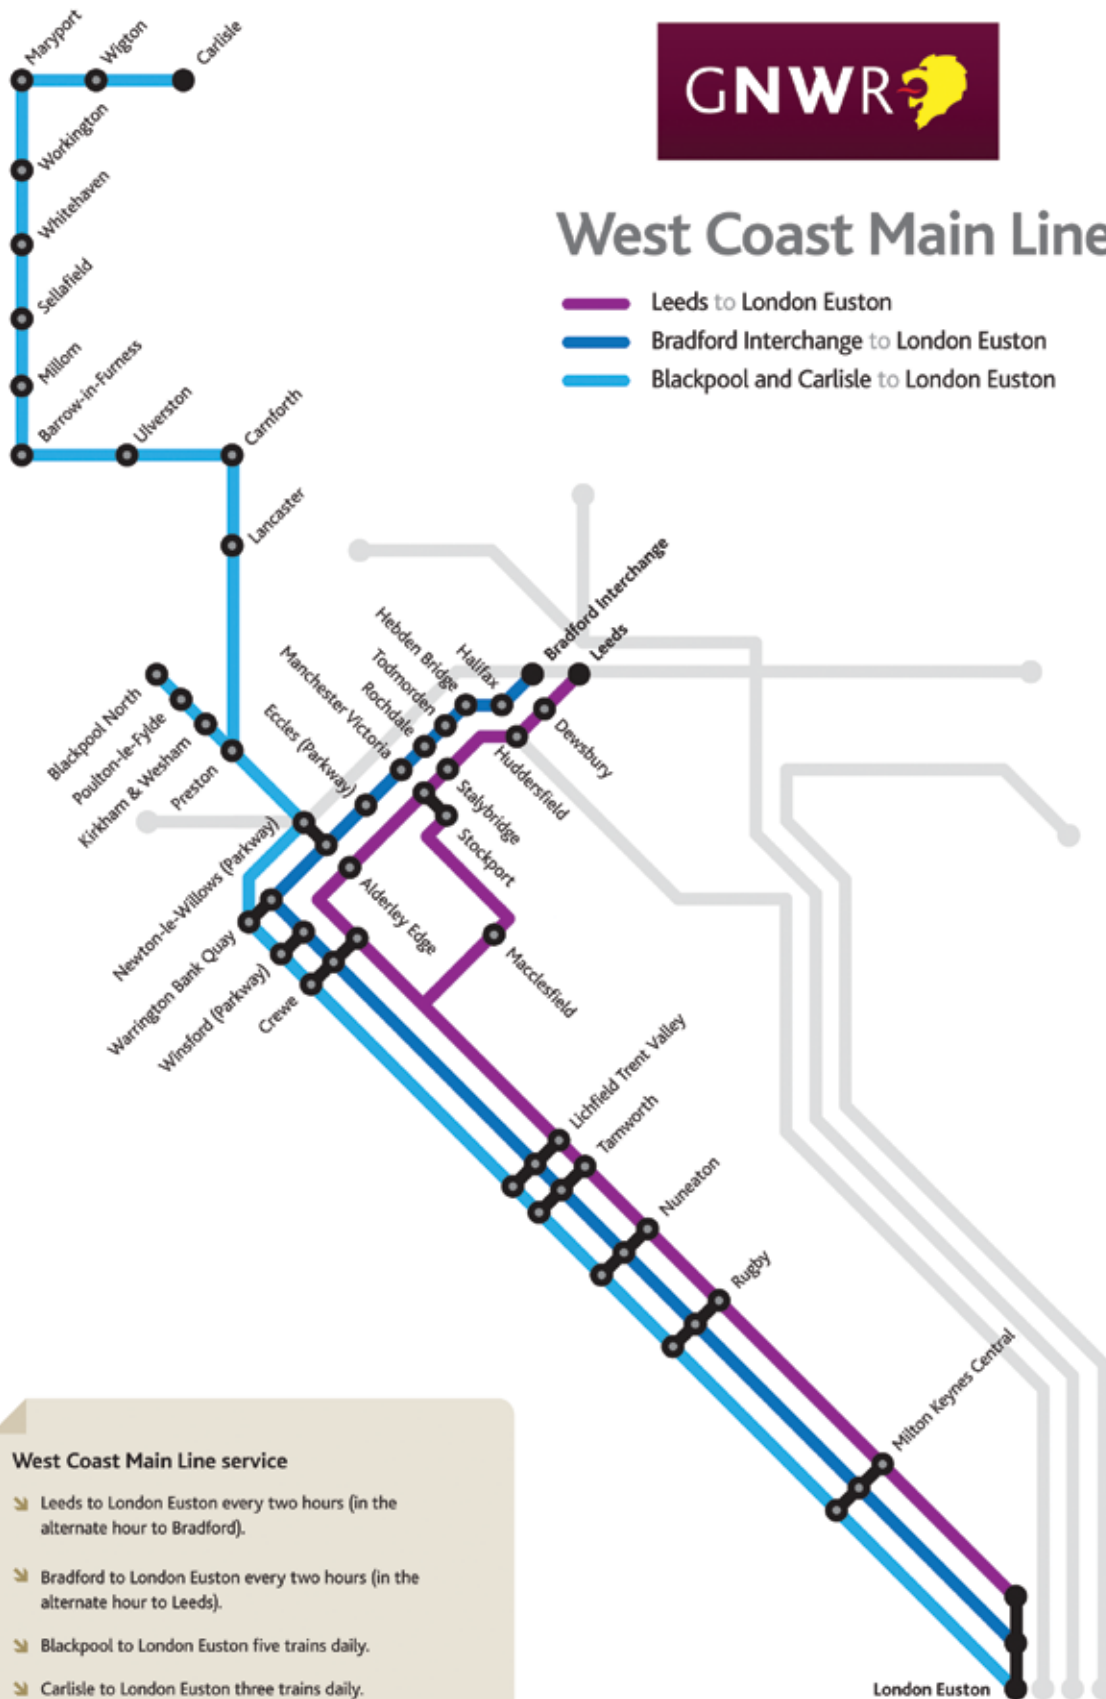 GNWR
West Coast Main Line
Leeds to London Euston
Bradford Interchange to London Euston
Blackpool and Carlisle to London Euston
Maryport
Wigton
Carlisle
Workington
Whitehaven
Sellafield
Millom
Barrow-in-Furness
Ulverston
Carnforth
Lancaster
Bradford Interchange
Leeds
Halifax
Hebden Bridge
Todmorden
Rochdale
Manchester Victoria
Eccles (Parkway)
Dewsbury
Huddersfield
Stalybridge
Stockport
Blackpool North
Poulton-le-Fylde
Kirkham & Wesham
Preston
Newton-le-Willows (Parkway)
Alderley Edge
Macclesfield
Warrington Bank Quay
Winsford (Parkway)
Crewe
Lichfield Trent Valley
Tamworth
Nuneaton
Rugby
Milton Keynes Central
London Euston
West Coast Main Line service
Leeds to London Euston every two hours (in the
alternate hour to Bradford).
Bradford to London Euston every two hours (in the
alternate hour to Leeds).
Blackpool to London Euston five trains daily.
Carlisle to London Euston three trains daily.